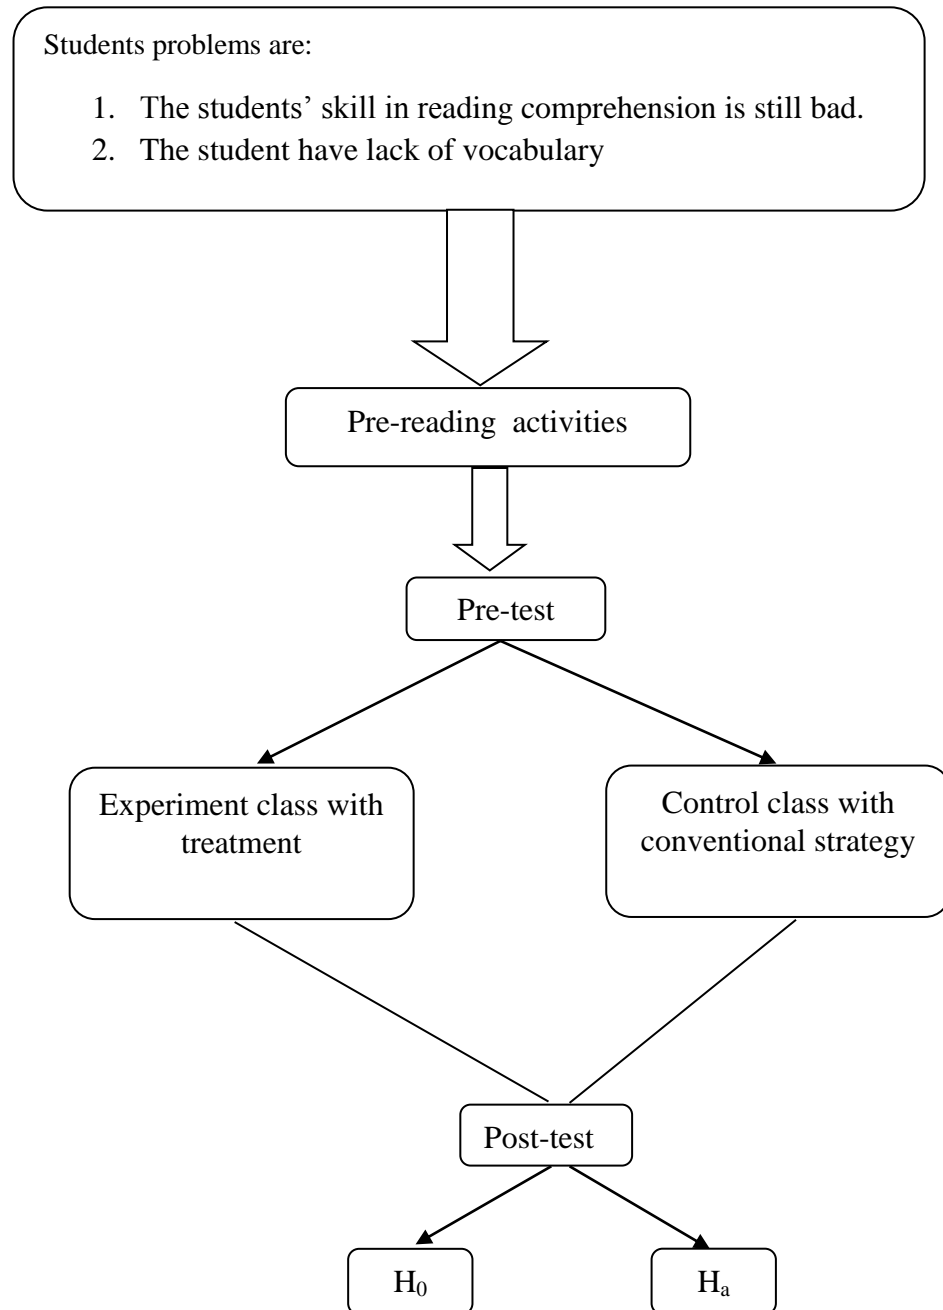 Students problems are:
1. The students’ skill in reading comprehension is still bad.
2. The student have lack of vocabulary
Pre-reading activities
Pre-test
Experiment class with
treatment
Control class with
conventional strategy
Post-test
H₀
Hₐ